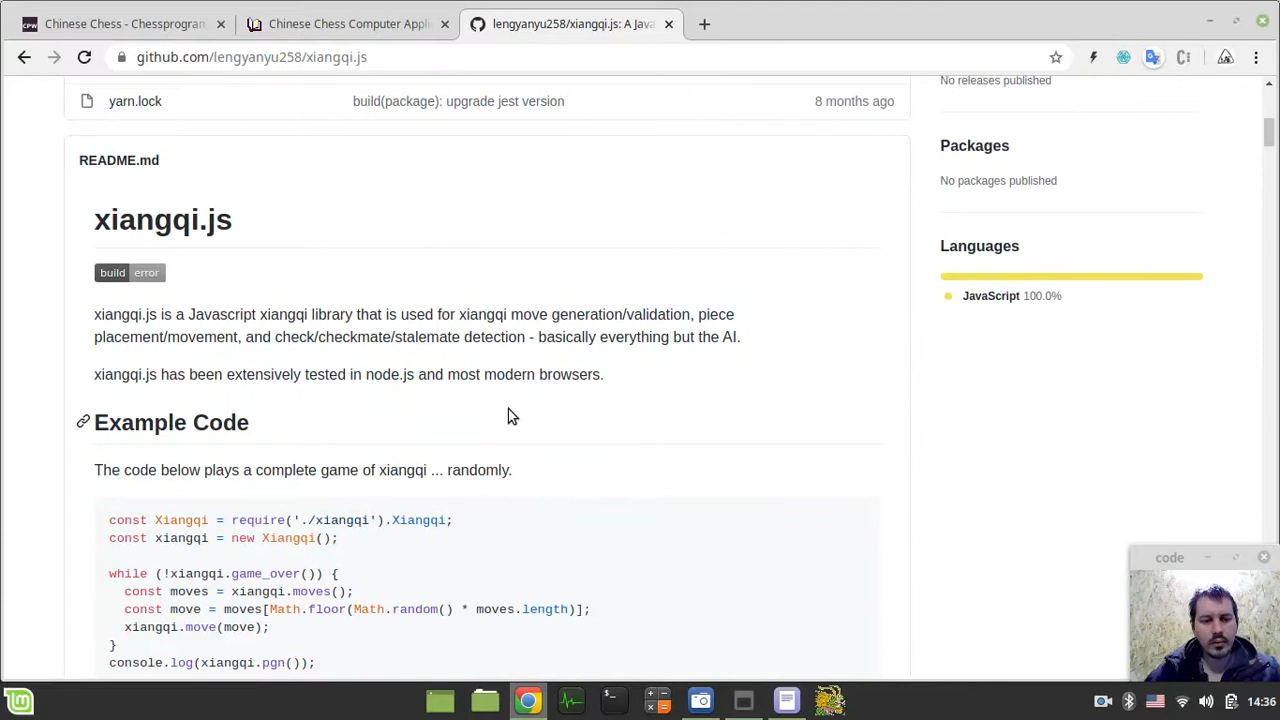 Chinese Chess - Chessprogram
Chinese Chess Computer Appli
lengyanyu258/xiangqi.js: A Java
github.com/lengyanyu258/xiangqi.js
yarn.lock
build(package): upgrade jest version
8 months ago
No releases published
README.md
Packages
No packages published
xiangqi.js
Languages
build error
JavaScript 100.0%
xiangqi.js is a Javascript xiangqi library that is used for xiangqi move generation/validation, piece
placement/movement, and check/checkmate/stalemate detection - basically everything but the AI.
xiangqi.js has been extensively tested in node.js and most modern browsers.
Example Code
The code below plays a complete game of xiangqi ... randomly.
const Xiangqi = require('./xiangqi').Xiangqi;
const xiangqi = new Xiangqi();
while (!xiangqi.game_over()) {
const moves = xiangqi.moves();
const move = moves[Math.floor(Math.random() * moves.length)];
xiangqi.move(move);
}
console.log(xiangqi.pgn());
code
14:36